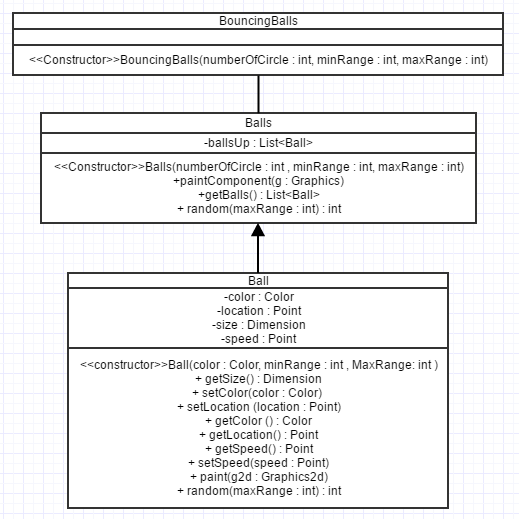 BouncingBalls
<<Constructor>>BouncingBalls(numberOfCircle : int, minRange : int, maxRange : int)
Balls
-ballsUp : List<Ball>
<<Constructor>>Balls(numberOfCircle : int , minRange : int, maxRange : int)
+paintComponent(g : Graphics)
+getBalls() : List<Ball>
+ random(maxRange : int) : int
Ball
-color : Color
-location : Point
-size : Dimension
-speed : Point
<<constructor>>Ball(color : Color, minRange : int , MaxRange: int )
+ getSize() : Dimension
+ setColor(color : Color)
+ setLocation (location : Point)
+ getColor () : Color
+ getLocation() : Point
+ getSpeed() : Point
+ setSpeed(speed : Point)
+ paint(g2d : Graphics2d)
+ random(maxRange : int) : int